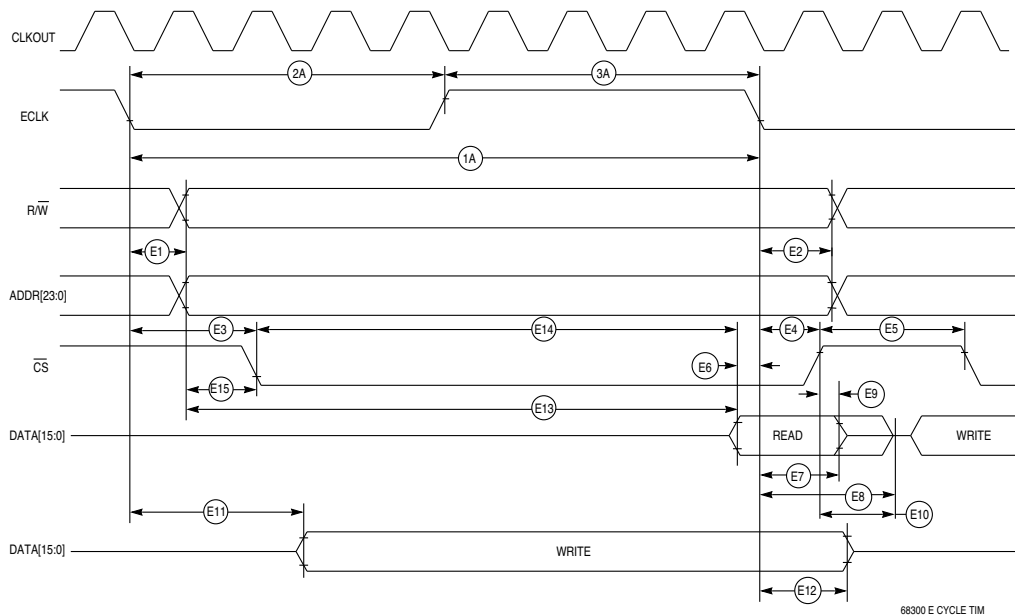 CLKOUT
2A
3A
ECLK
1A
R/W
E1
E2
ADDR[23:0]
E3
E14
E4
E5
CS
E6
E15
E9
E13
DATA[15:0]
READ
WRITE
E7
E8
E11
E10
DATA[15:0]
WRITE
E12
68300 E CYCLE TIM